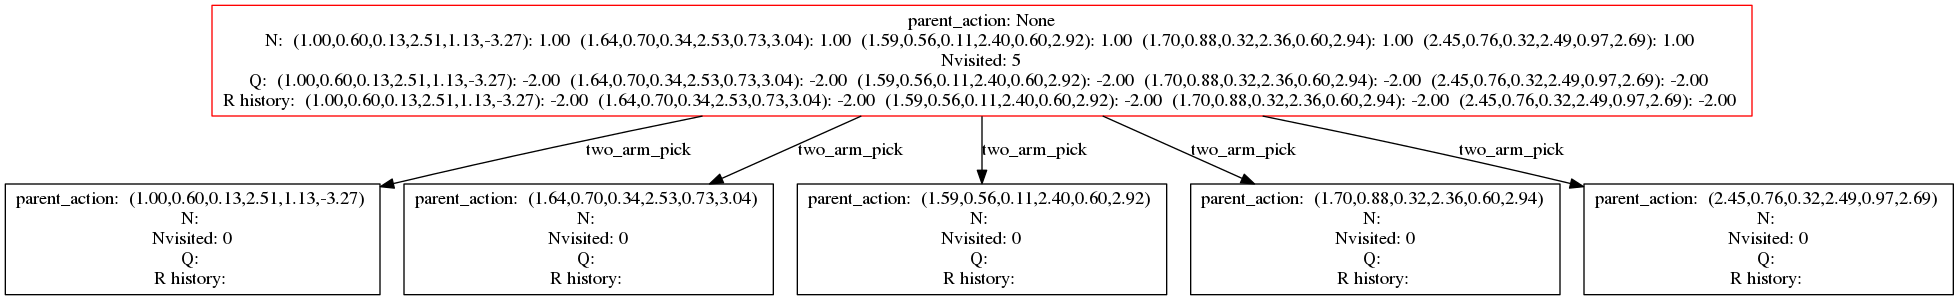 parent_action: None
N:  (1.00,0.60,0.13,2.51,1.13,-3.27): 1.00  (1.64,0.70,0.34,2.53,0.73,3.04): 1.00  (1.59,0.56,0.11,2.40,0.60,2.92): 1.00  (1.70,0.88,0.32,2.36,0.60,2.94): 1.00  (2.45,0.76,0.32,2.49,0.97,2.69): 1.00
Nvisited: 5
Q:  (1.00,0.60,0.13,2.51,1.13,-3.27): -2.00  (1.64,0.70,0.34,2.53,0.73,3.04): -2.00  (1.59,0.56,0.11,2.40,0.60,2.92): -2.00  (1.70,0.88,0.32,2.36,0.60,2.94): -2.00  (2.45,0.76,0.32,2.49,0.97,2.69): -2.00
R history:  (1.00,0.60,0.13,2.51,1.13,-3.27): -2.00  (1.64,0.70,0.34,2.53,0.73,3.04): -2.00  (1.59,0.56,0.11,2.40,0.60,2.92): -2.00  (1.70,0.88,0.32,2.36,0.60,2.94): -2.00  (2.45,0.76,0.32,2.49,0.97,2.69): -2.00
two_arm_pick
two_arm_pick
two_arm_pick
two_arm_pick
two_arm_pick
parent_action:  (1.00,0.60,0.13,2.51,1.13,-3.27)
N:
Nvisited: 0
Q:
R history:
parent_action:  (1.64,0.70,0.34,2.53,0.73,3.04)
N:
Nvisited: 0
Q:
R history:
parent_action:  (1.59,0.56,0.11,2.40,0.60,2.92)
N:
Nvisited: 0
Q:
R history:
parent_action:  (1.70,0.88,0.32,2.36,0.60,2.94)
N:
Nvisited: 0
Q:
R history:
parent_action:  (2.45,0.76,0.32,2.49,0.97,2.69)
N:
Nvisited: 0
Q:
R history: